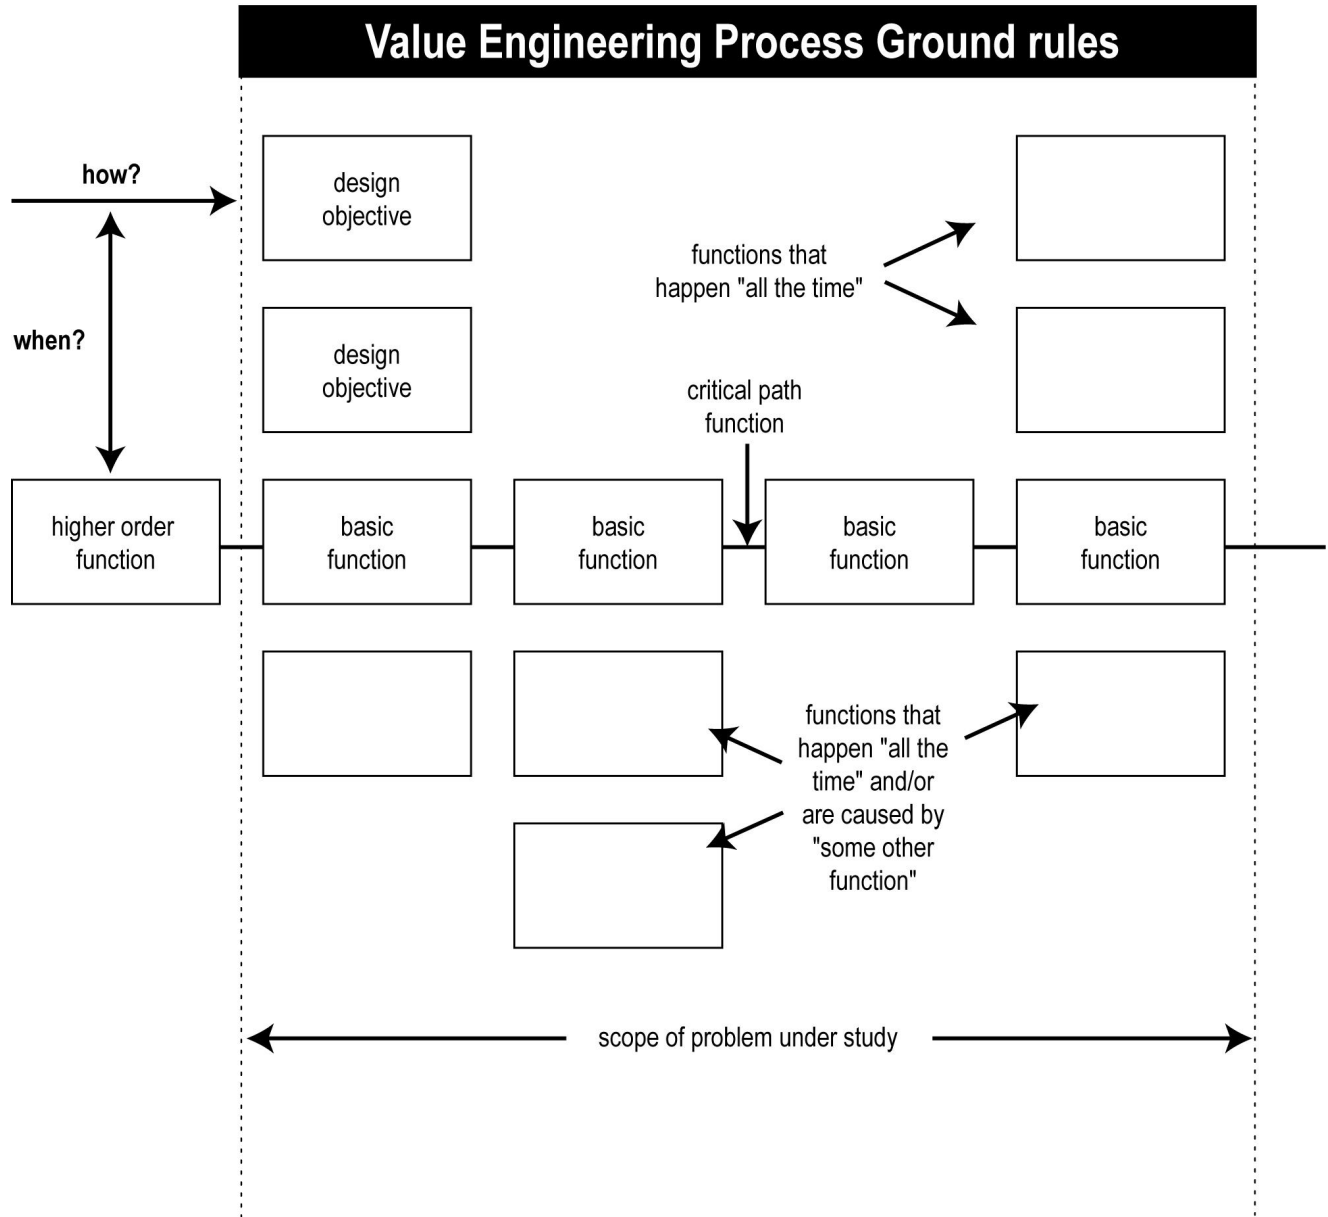 Value Engineering Process Ground rules
how?
design
objective
functions that
happen "all the time"
when?
design
objective
critical path
function
higher order
function
basic
function
basic
function
basic
function
basic
function
functions that
happen "all the
time" and/or
are caused by
"some other
function"
scope of problem under study